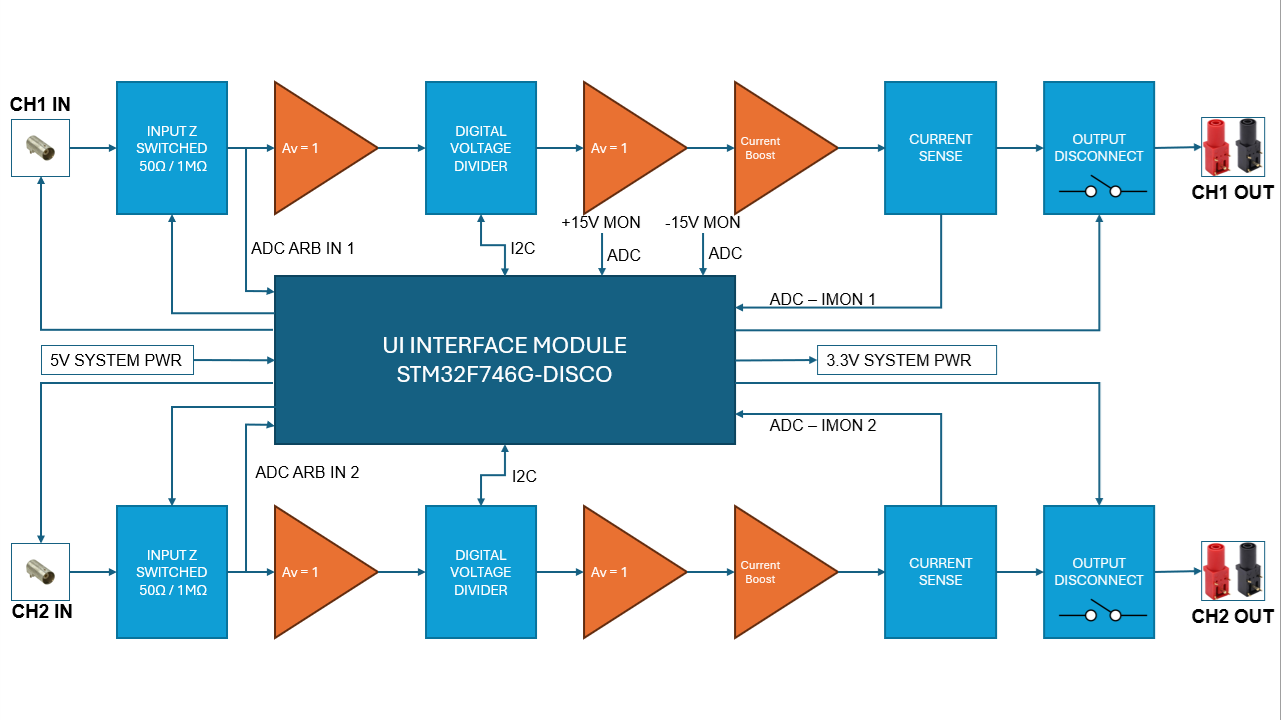 CH1 IN
INPUT Z
SWITCHED
50Ω / 1MΩ
Av = 1
DIGITAL
VOLTAGE
DIVIDER
Av = 1
Current
Boost
CURRENT
SENSE
OUTPUT
DISCONNECT
CH1 OUT
ADC ARB IN 1
I2C
+15V MON
ADC
-15V MON
ADC
ADC – IMON 1
UI INTERFACE MODULE
STM32F746G-DISCO
5V SYSTEM PWR
3.3V SYSTEM PWR
ADC – IMON 2
ADC ARB IN 2
I2C
CH2 IN
INPUT Z
SWITCHED
50Ω / 1MΩ
Av = 1
DIGITAL
VOLTAGE
DIVIDER
Av = 1
Current
Boost
CURRENT
SENSE
OUTPUT
DISCONNECT
CH2 OUT